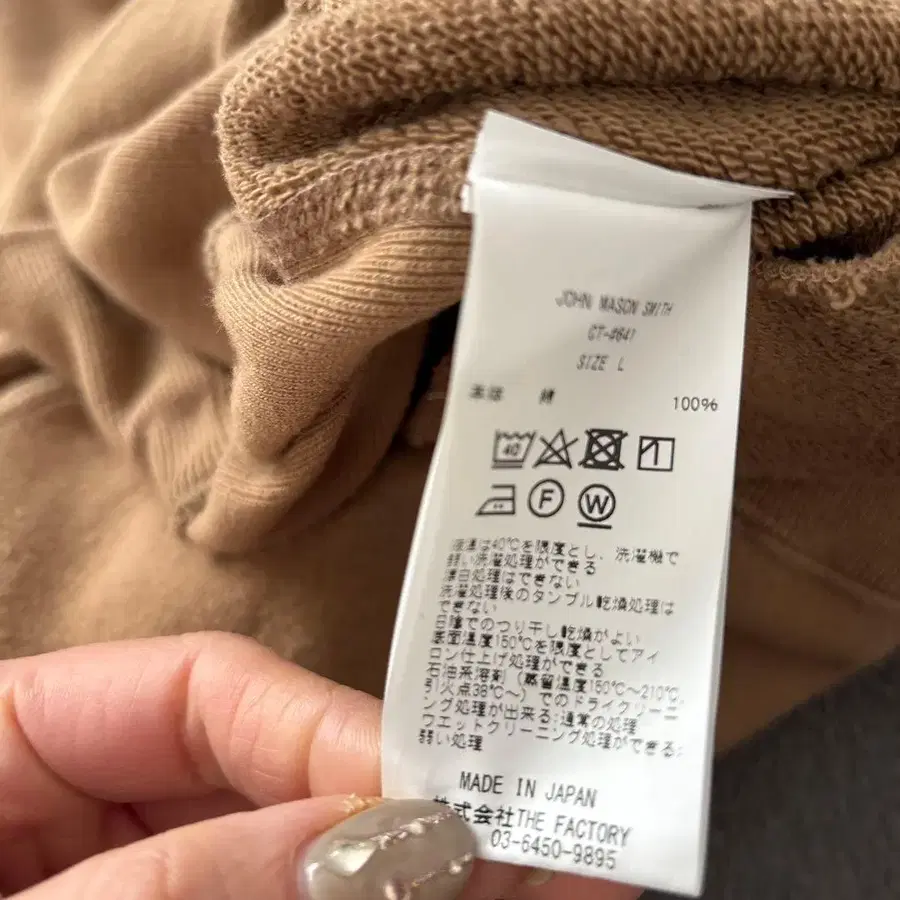 JOHN MASON SMITH
CT-#641
SIZE L
表域 綿 100%
40
F
W
液温は40℃を限度とし、洗濯機で
弱い洗濯処理ができる
漂白処理はできない
洗濯処理後のタンブル乾燥処理は
できない
日陰でのつり干し乾燥がよい
底面温度150℃を限度としてアイ
ロン仕上げ処理ができる
石油系溶剤(蒸留温度150℃〜210℃,
引火点38℃〜)でのドライクリーニ
ング処理が出来る:通常の処理
ウエットクリーニング処理ができる:
弱い処理
MADE IN JAPAN
株式会社THE FACTORY
03-6450-9895